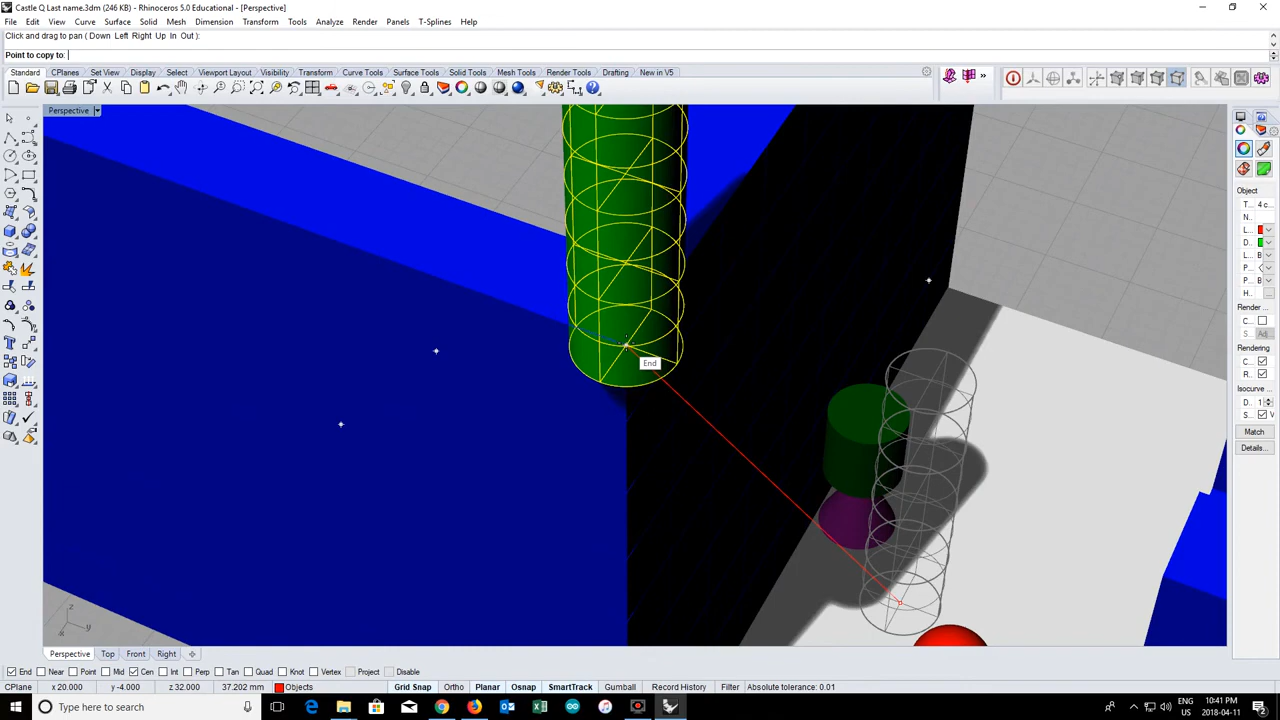 Castle Q Last name.3dm (246 KB) - Rhinoceros 5.0 Educational - [Perspective]
File Edit View Curve Surface Solid Mesh Dimension Transform Tools Analyze Render Panels T-Splines Help
Click and drag to pan ( Down Left Right Up In Out ):
Point to copy to:
Standard CPlanes Set View Display Select Viewport Layout Visibility Transform Curve Tools Surface Tools Solid Tools Mesh Tools Render Tools Drafting New in V5
Perspective
Object
T... 4 c...
N...
L...
D...
L... B
P...
P... B
H...
Render ...
C...
S... Adj
Rendering
C...
R...
Isocurve
D... 1
S... V
Match
Details...
End
z
x y
Perspective Top Front Right
End Near Point Mid Cen Int Perp Tan Quad Knot Vertex Project Disable
CPlane x 20.000 y -4.000 z 32.000 37.202 mm Objects Grid Snap Ortho Planar Osnap SmartTrack Gumball Record History Filter Absolute tolerance: 0.01
Type here to search
ENG
US
10:41 PM
2018-04-11